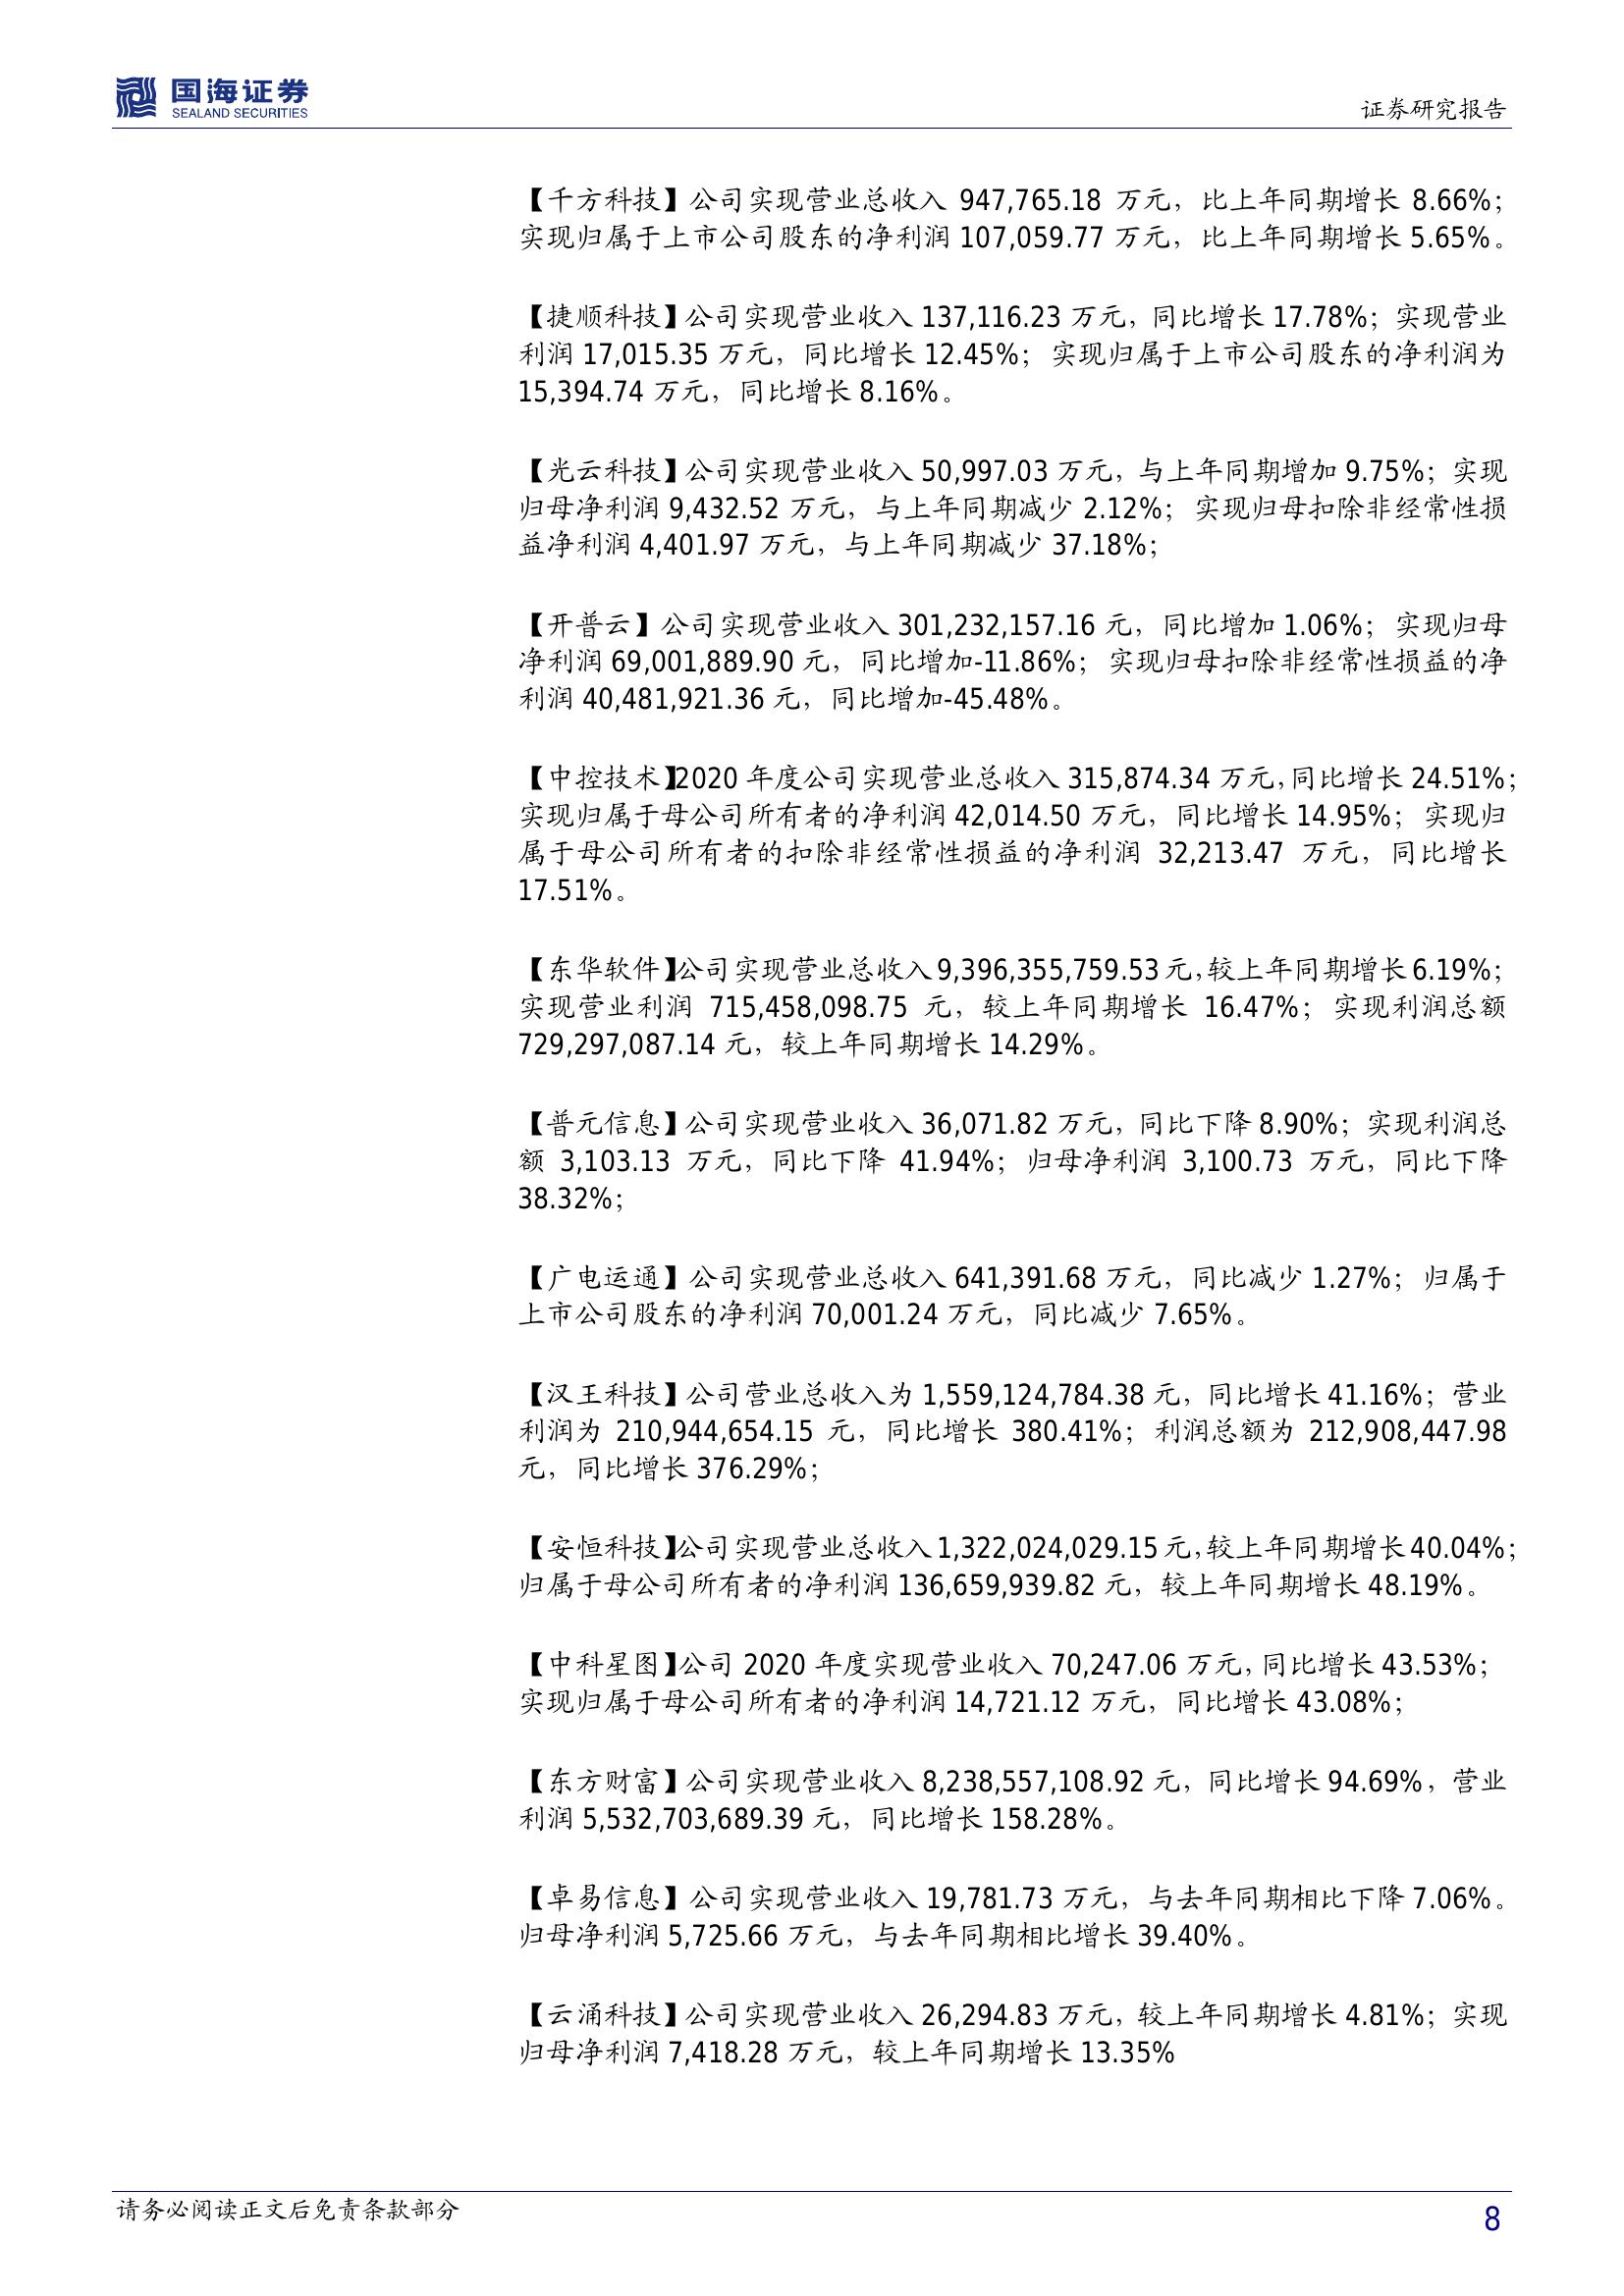 国海证券
SEALAND SECURITIES
证券研究报告
【千方科技】公司实现营业总收入 947,765.18 万元，比上年同期增长 8.66%；
实现归属于上市公司股东的净利润 107,059.77 万元，比上年同期增长 5.65%。
【捷顺科技】公司实现营业收入 137,116.23 万元，同比增长 17.78%；实现营业
利润 17,015.35 万元，同比增长 12.45%；实现归属于上市公司股东的净利润为
15,394.74 万元，同比增长 8.16%。
【光云科技】公司实现营业收入 50,997.03 万元，与上年同期增加 9.75%；实现
归母净利润 9,432.52 万元，与上年同期减少 2.12%；实现归母扣除非经常性损
益净利润 4,401.97 万元，与上年同期减少 37.18%；
【开普云】公司实现营业收入 301,232,157.16 元，同比增加 1.06%；实现归母
净利润 69,001,889.90 元，同比增加-11.86%；实现归母扣除非经常性损益的净
利润 40,481,921.36 元，同比增加-45.48%。
【中控技术】2020 年度公司实现营业总收入 315,874.34 万元，同比增长 24.51%；
实现归属于母公司所有者的净利润 42,014.50 万元，同比增长 14.95%；实现归
属于母公司所有者的扣除非经常性损益的净利润 32,213.47 万元，同比增长
17.51%。
【东华软件】公司实现营业总收入 9,396,355,759.53 元，较上年同期增长 6.19%；
实现营业利润 715,458,098.75 元，较上年同期增长 16.47%；实现利润总额
729,297,087.14 元，较上年同期增长 14.29%。
【普元信息】公司实现营业收入 36,071.82 万元，同比下降 8.90%；实现利润总
额 3,103.13 万元，同比下降 41.94%；归母净利润 3,100.73 万元，同比下降
38.32%；
【广电运通】公司实现营业总收入 641,391.68 万元，同比减少 1.27%；归属于
上市公司股东的净利润 70,001.24 万元，同比减少 7.65%。
【汉王科技】公司营业总收入为 1,559,124,784.38 元，同比增长 41.16%；营业
利润为 210,944,654.15 元，同比增长 380.41%；利润总额为 212,908,447.98
元，同比增长 376.29%；
【安恒科技】公司实现营业总收入 1,322,024,029.15 元，较上年同期增长 40.04%；
归属于母公司所有者的净利润 136,659,939.82 元，较上年同期增长 48.19%。
【中科星图】公司 2020 年度实现营业收入 70,247.06 万元，同比增长 43.53%；
实现归属于母公司所有者的净利润 14,721.12 万元，同比增长 43.08%；
【东方财富】公司实现营业收入 8,238,557,108.92 元，同比增长 94.69%，营业
利润 5,532,703,689.39 元，同比增长 158.28%。
【卓易信息】公司实现营业收入 19,781.73 万元，与去年同期相比下降 7.06%。
归母净利润 5,725.66 万元，与去年同期相比增长 39.40%。
【云涌科技】公司实现营业收入 26,294.83 万元，较上年同期增长 4.81%；实现
归母净利润 7,418.28 万元，较上年同期增长 13.35%
请务必阅读正文后免责条款部分
8